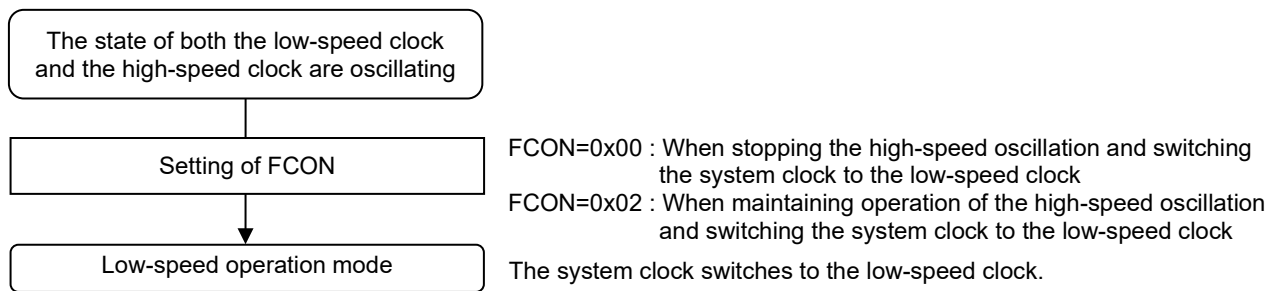 The state of both the low-speed clock
and the high-speed clock are oscillating
Setting of FCON
FCON=0x00 : When stopping the high-speed oscillation and switching
the system clock to the low-speed clock
FCON=0x02 : When maintaining operation of the high-speed oscillation
and switching the system clock to the low-speed clock
Low-speed operation mode
The system clock switches to the low-speed clock.